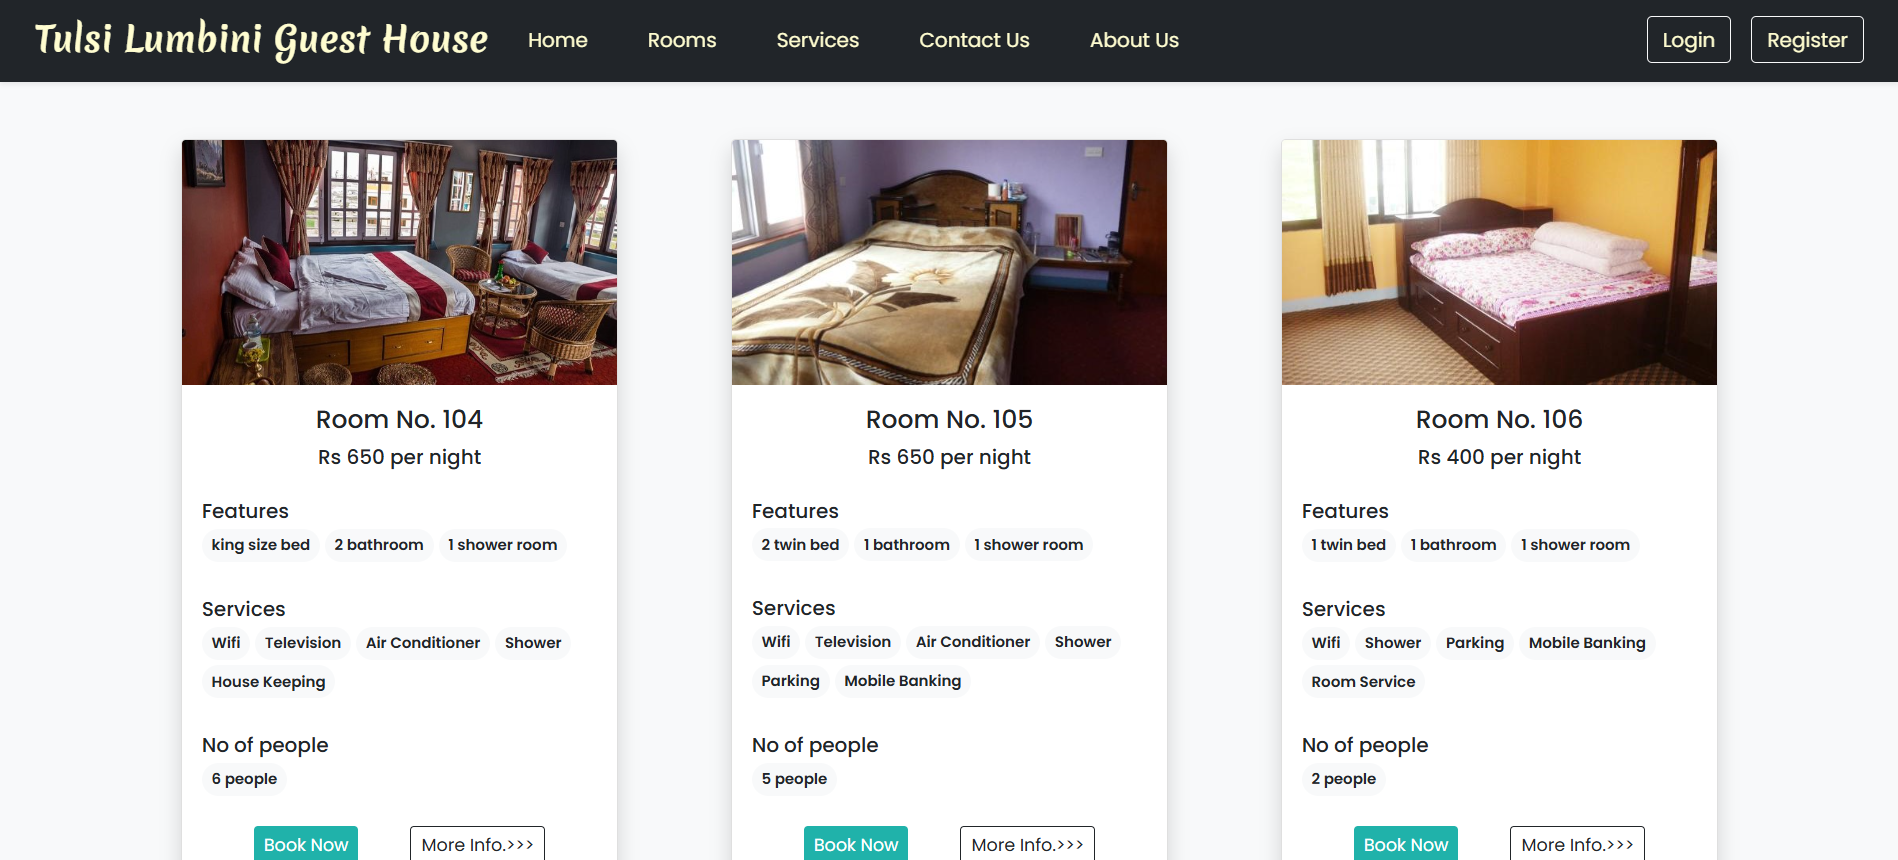 Tulsi Lumbini Guest House Home Rooms Services Contact Us About Us Login Register
Room No. 104
Rs 650 per night
Features
king size bed 2 bathroom 1 shower room
Services
Wifi Television Air Conditioner Shower
House Keeping
No of people
6 people
Book Now More Info.>>>
Room No. 105
Rs 650 per night
Features
2 twin bed 1 bathroom 1 shower room
Services
Wifi Television Air Conditioner Shower
Parking Mobile Banking
No of people
5 people
Book Now More Info.>>>
Room No. 106
Rs 400 per night
Features
1 twin bed 1 bathroom 1 shower room
Services
Wifi Shower Parking Mobile Banking
Room Service
No of people
2 people
Book Now More Info.>>>